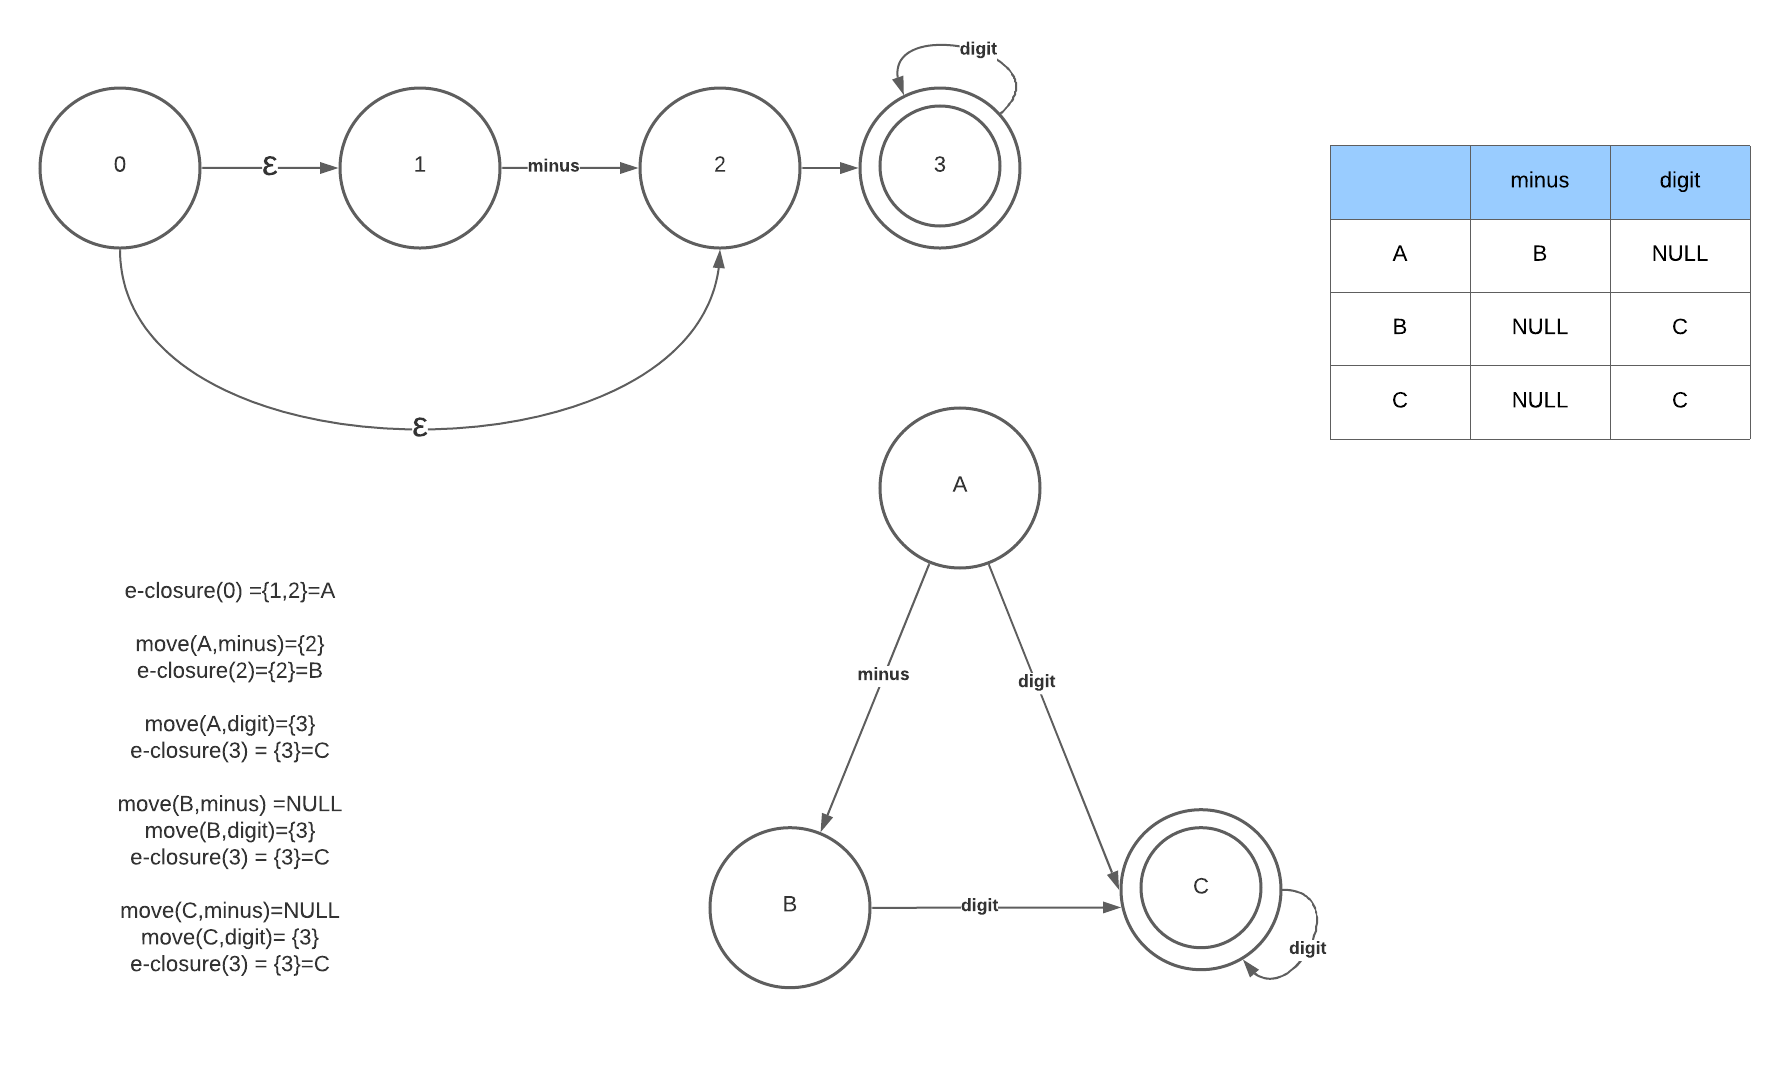 digit
0
ε
1
minus
2
3
ε
minus digit
A B NULL
B NULL C
C NULL C
A
minus
digit
B
digit
C
digit
e-closure(0) ={1,2}=A
move(A,minus)={2}
e-closure(2)={2}=B
move(A,digit)={3}
e-closure(3) = {3}=C
move(B,minus) =NULL
move(B,digit)={3}
e-closure(3) = {3}=C
move(C,minus)=NULL
move(C,digit)= {3}
e-closure(3) = {3}=C